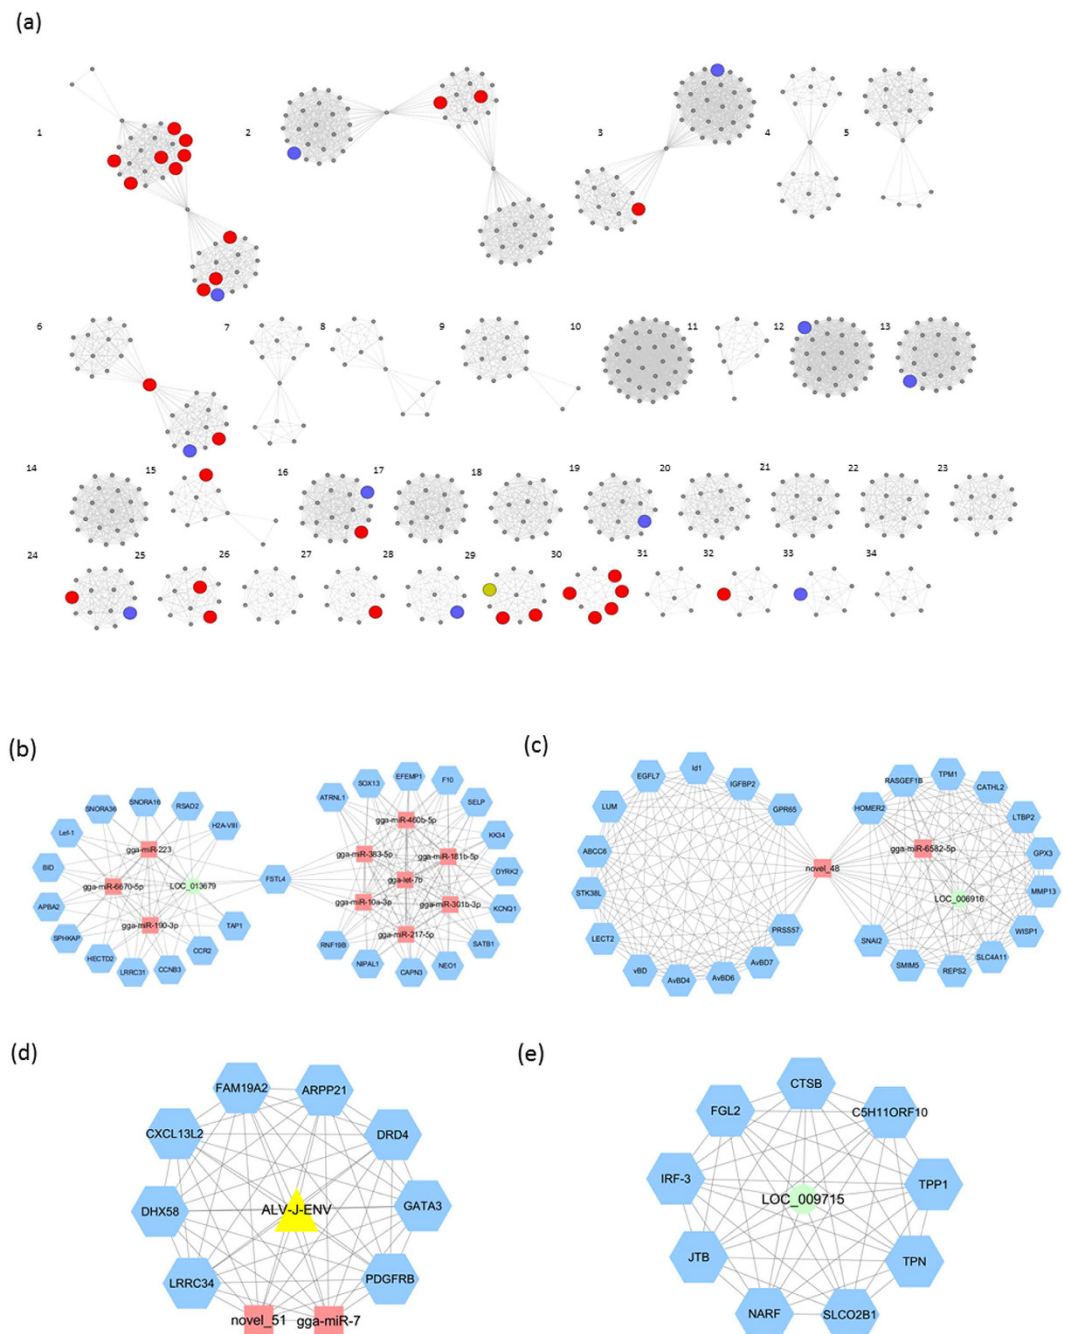 (a)
1
2
3
4
5
6
7
8
9
10
11
12
13
14
15
16
17
18
19
20
21
22
23
24
25
26
27
28
29
30
31
32
33
34
(b)
SNORA36
SNORA16
RSAD2
H2A-VIII
Lef-1
BID
APBA2
SPHKAP
HECTD2
LRRC31
CCNB3
CCR2
TAP1
gga-miR-223
gga-miR-6670-5p
LOC_013679
gga-miR-190-3p
FSTL4
ATRNL1
SOX13
EFEMP1
F10
SELP
KK34
DYRK2
KCNQ1
SATB1
NEO1
CAPN3
NIPAL1
RNF19B
gga-miR-460b-5p
gga-miR-383-5p
gga-miR-181b-5p
gga-let-7b
gga-miR-10a-3p
gga-miR-301b-3p
gga-miR-217-5p
(c)
EGFL7
Id1
IGFBP2
GPR65
LUM
ABCC6
STK38L
LECT2
vBD
AvBD4
AvBD6
AvBD7
PRSS57
novel_48
HOMER2
RASGEF1B
TPM1
CATHL2
LTBP2
GPX3
MMP13
WISP1
SLC4A11
REPS2
SMIM5
SNAI2
gga-miR-6582-5p
LOC_006916
(d)
FAM19A2
ARPP21
CXCL13L2
DRD4
DHX58
ALV-J-ENV
GATA3
LRRC34
PDGFRB
novel_51
gga-miR-7
(e)
CTSB
FGL2
C5H11ORF10
IRF-3
LOC_009715
TPP1
JTB
TPN
NARF
SLCO2B1